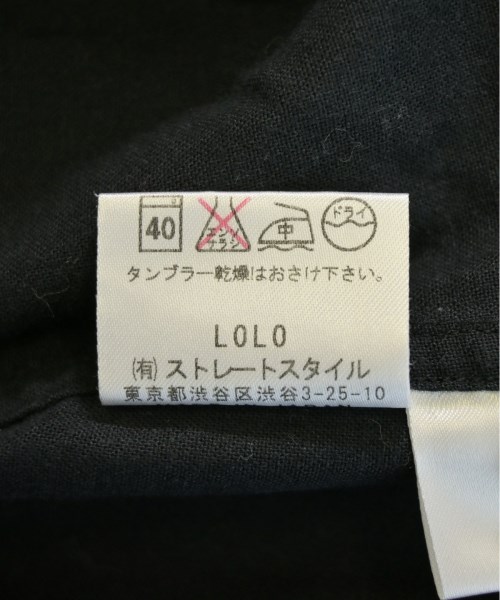 40 エンソ ナラシ 中 ドライ
タンブラー乾燥はおさけ下さい。
LOLO
(有)ストレートスタイル
東京都渋谷区渋谷3-25-10